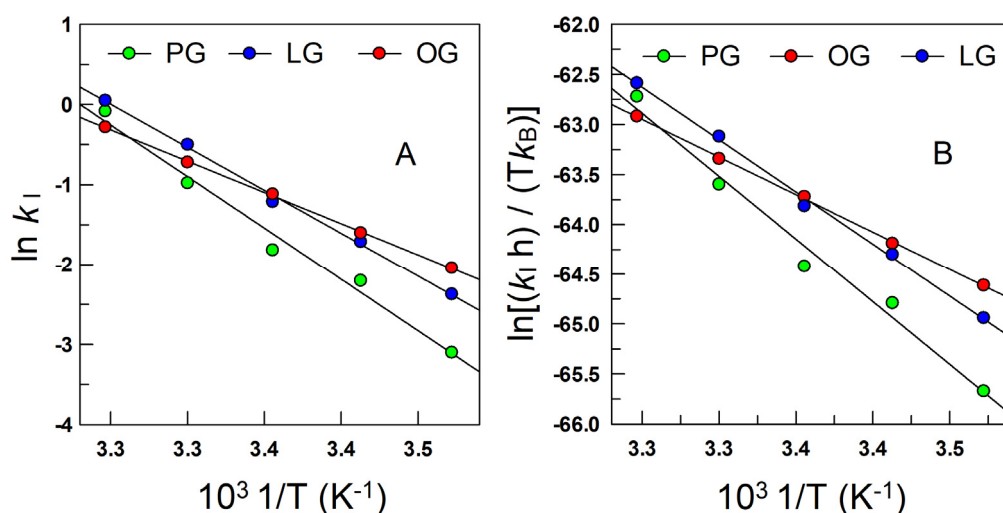 PG LG OG
A
1
0
-1
-2
-3
-4
ln kI
3.3 3.3 3.4 3.4 3.5
10³ 1/T (K⁻¹)
PG OG LG
B
-62.0
-62.5
-63.0
-63.5
-64.0
-64.5
-65.0
-65.5
-66.0
ln[(kI h) / (TkB)]
3.3 3.3 3.4 3.4 3.5
10³ 1/T (K⁻¹)